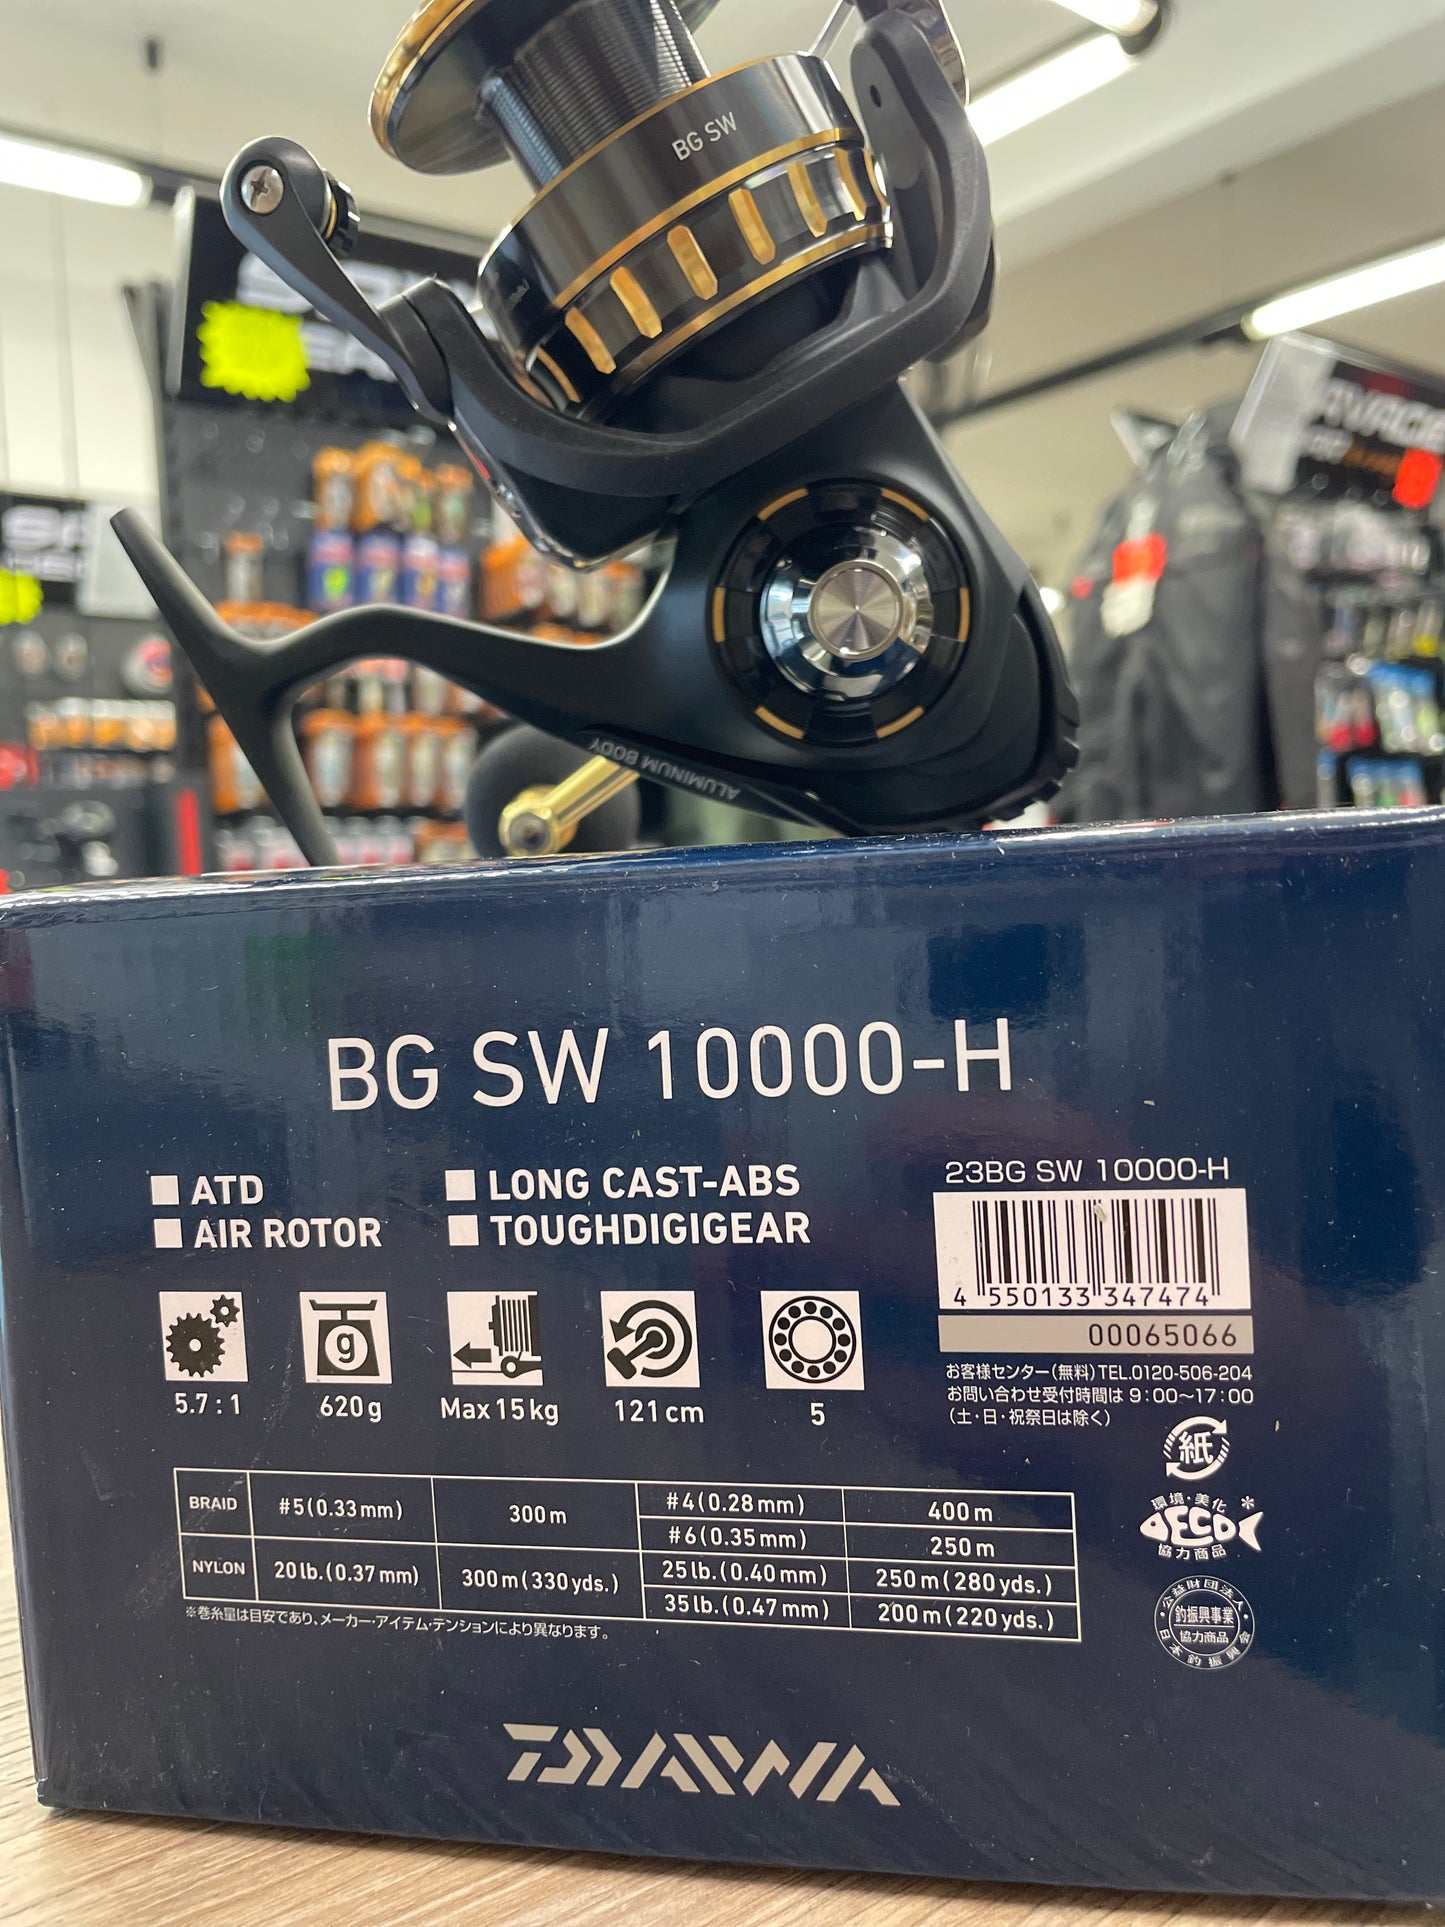 BG SW
ALUMINUM BODY
BG SW 10000-H
ATD
AIR ROTOR
LONG CAST-ABS
TOUGHDIGIGEAR
23BG SW 10000-H
4 550133 347474
00065066
お客様センター(無料)TEL.0120-506-204
お問い合わせ受付時間は 9:00～17:00
(土・日・祝祭日は除く)
5.7 : 1
620g
Max 15kg
121cm
5
g
紙
環境・美化
ECO
協力商品
公益財団法人
釣振興事業
協力商品
日本釣振興会
BRAID #5(0.33mm) 300m #4(0.28mm) 400m
#6(0.35mm) 250m
NYLON 20lb.(0.37mm) 300m(330yds.) 25lb.(0.40mm) 250m(280yds.)
35lb.(0.47mm) 200m(220yds.)
※巻糸量は目安であり、メーカー・アイテム・テンションにより異なります。
DAIWA